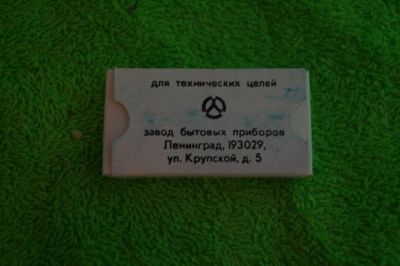 для технических целей
завод бытовых приборов
Ленинград, 193029,
ул. Крупской, д. 5